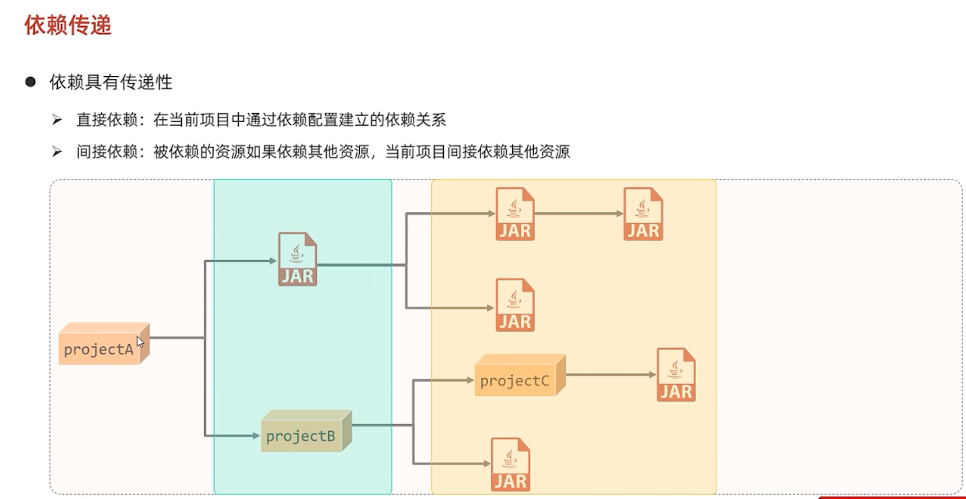 依赖传递
● 依赖具有传递性
➢ 直接依赖：在当前项目中通过依赖配置建立的依赖关系
➢ 间接依赖：被依赖的资源如果依赖其他资源，当前项目间接依赖其他资源
JAR
JAR
JAR
JAR
projectA
projectC
JAR
projectB
JAR